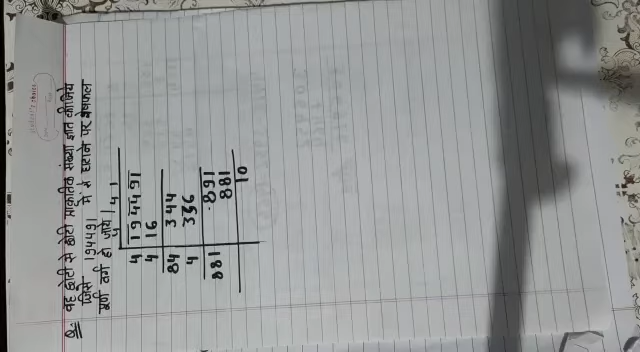 Q. वह छोटी से छोटी प्राकृतिक संख्या ज्ञात कीजिये
जिसे 194491 में से घटाने पर शेषफल
पूर्ण वर्ग हो जाये।
4 4 1
4 19 44 91
4 16
84 344
4 336
881 891
881
10